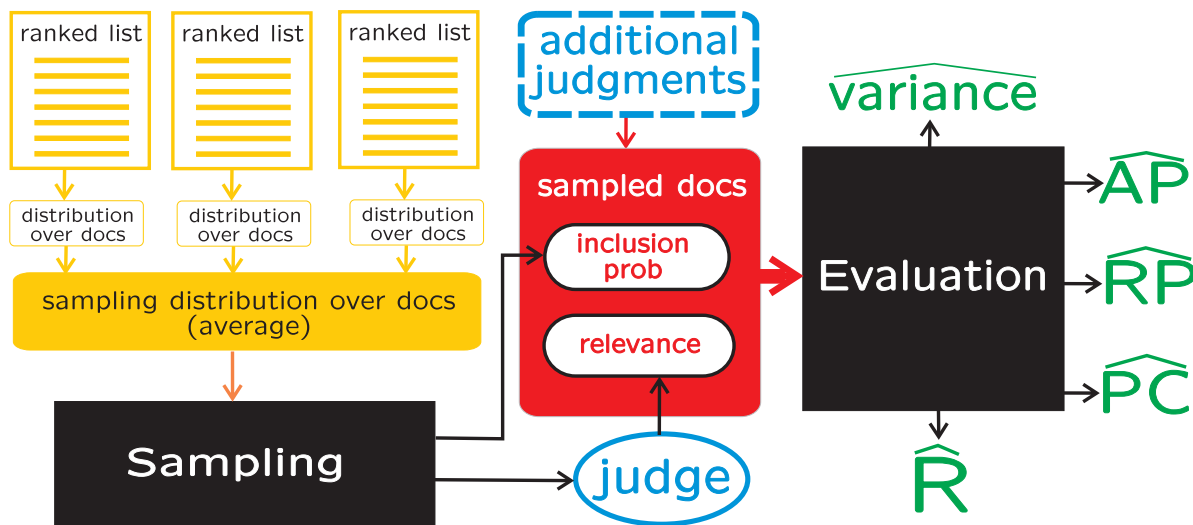 ranked list
ranked list
ranked list
distribution
over docs
distribution
over docs
distribution
over docs
sampling distribution over docs
(average)
Sampling
additional
judgments
sampled docs
inclusion
prob
relevance
judge
Evaluation
variance
AP
RP
PC
R